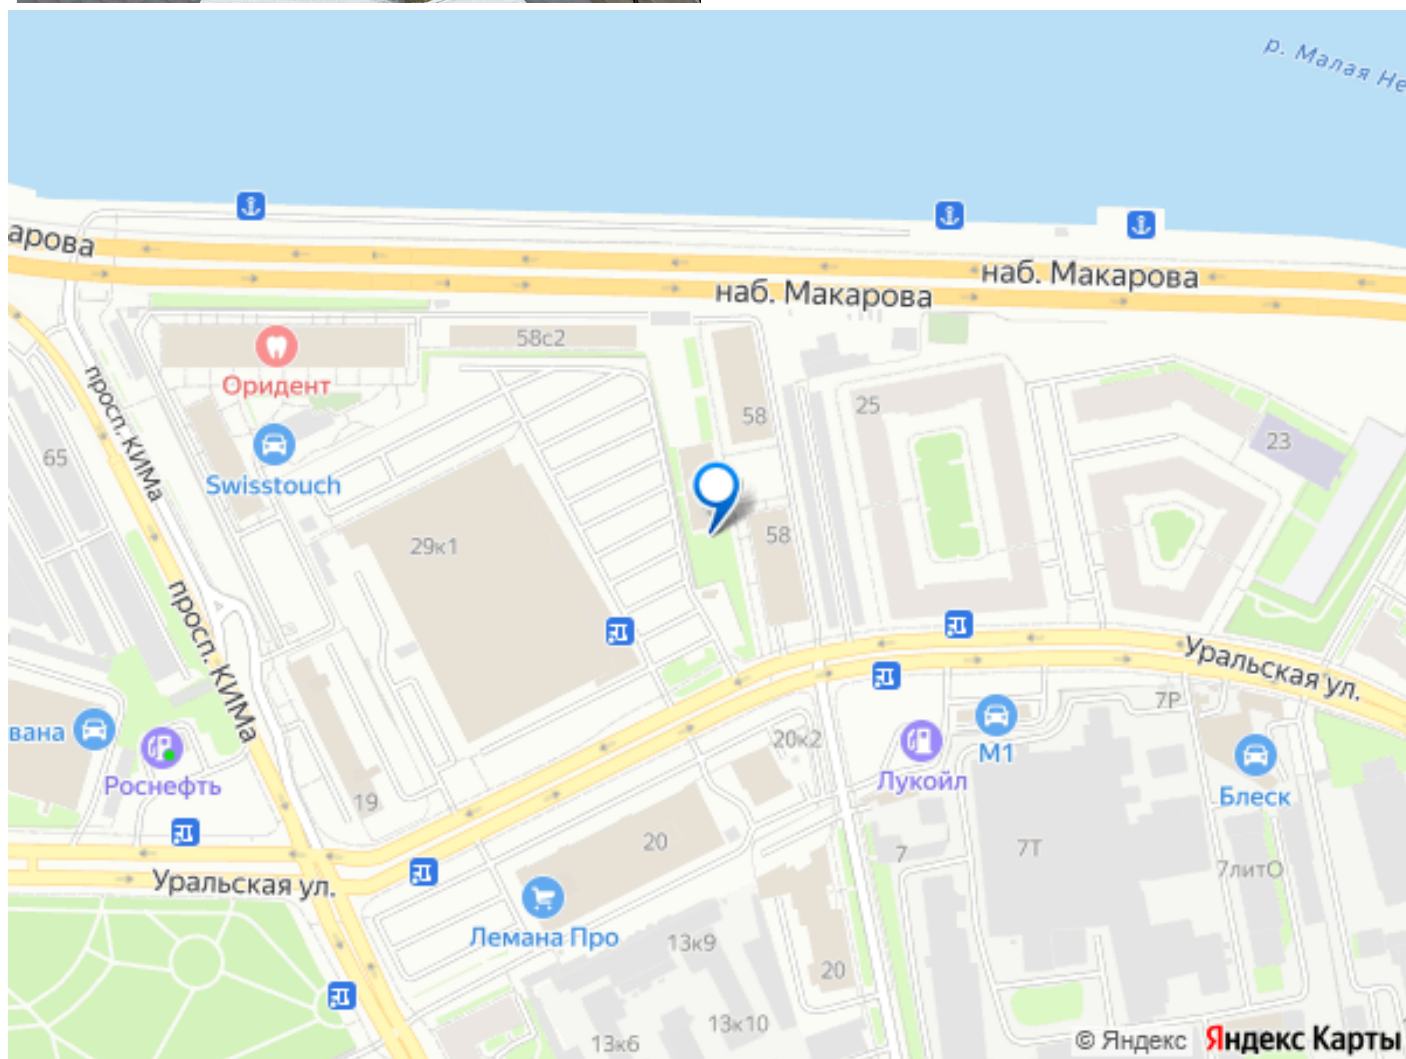 р. Малая Не
арова
наб. Макарова
наб. Макарова
58с2
Оридент
просп. КИМа
25
58
23
65
Swisstouch
29к1
58
просп. КИМа
Уральская ул.
7Р
вана
Роснефть
20к2
М1
Лукойл
Блеск
19
20
7
7Т
7литО
Уральская ул.
Лемана Про
13к9
20
13к10
13к6
© Яндекс Яндекс Карты